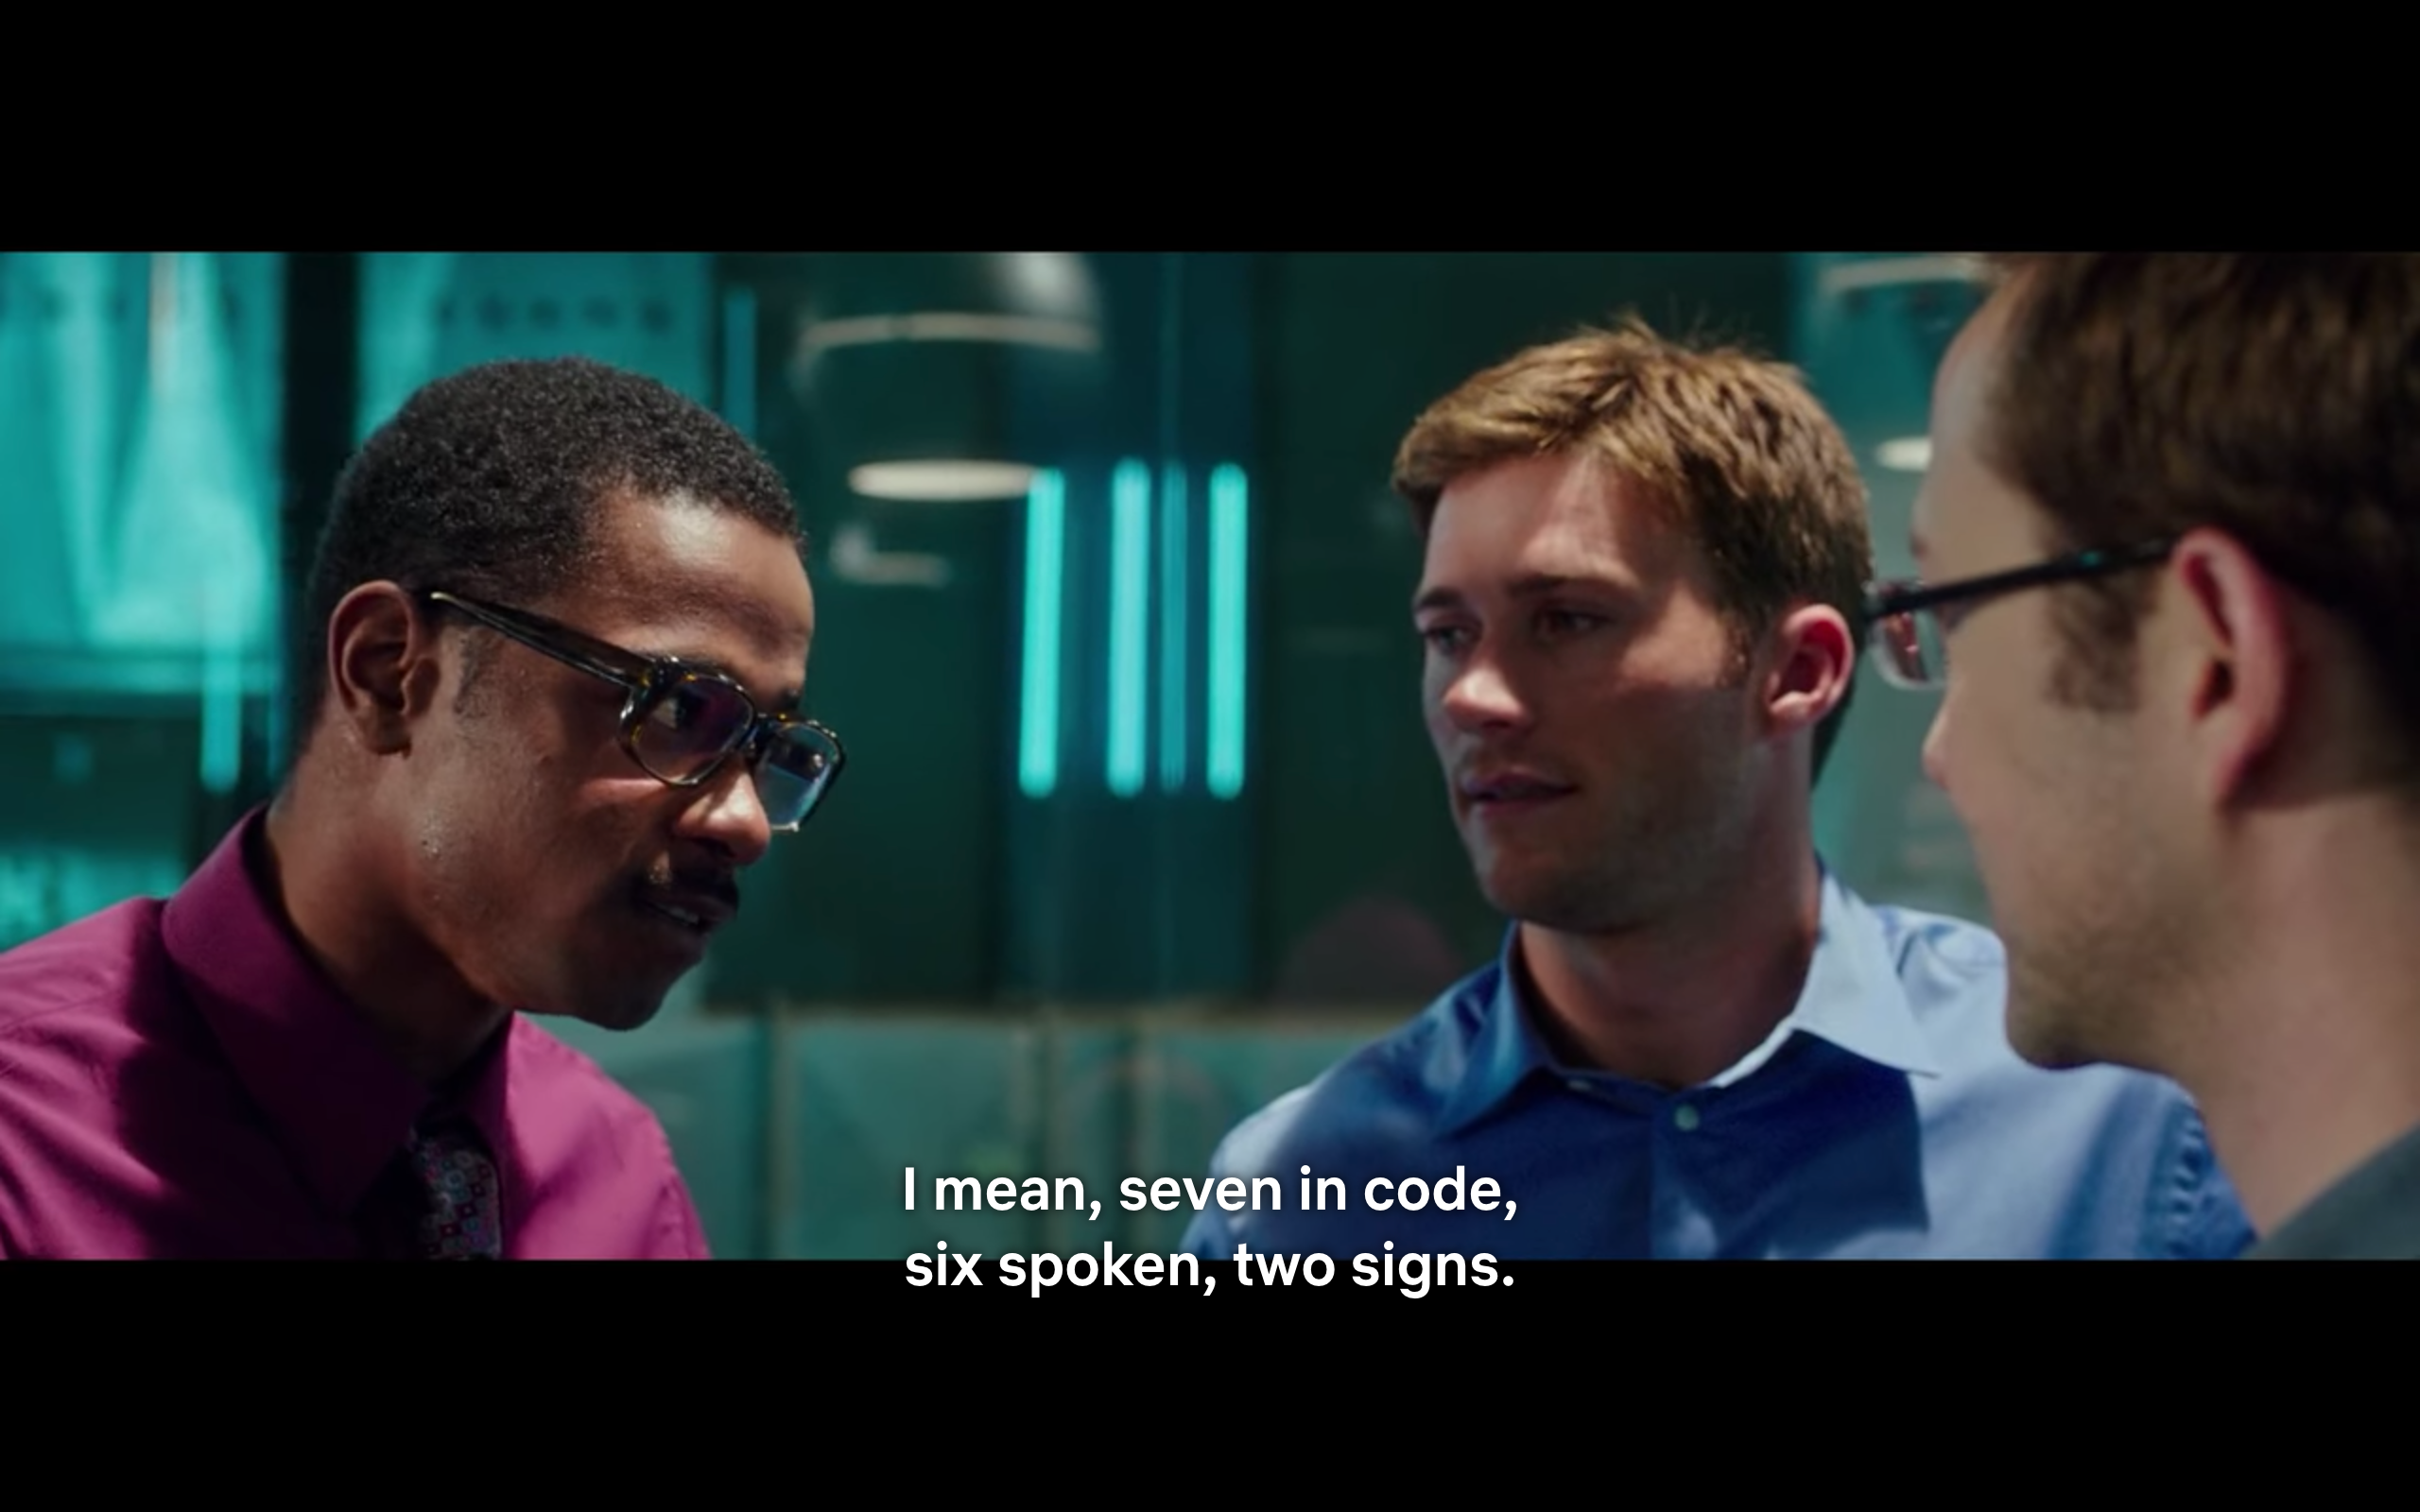 I mean, seven in code,
six spoken, two signs.